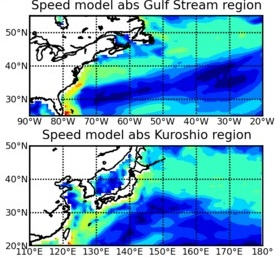 Speed model abs Gulf Stream region
50°N
40°N
30°N
90°W 80°W 70°W 60°W 50°W 40°W 30°W 20°W
Speed model abs Kuroshio region
50°N
40°N
30°N
20°N
110°E 120°E 130°E 140°E 150°E 160°E 170°E 180°